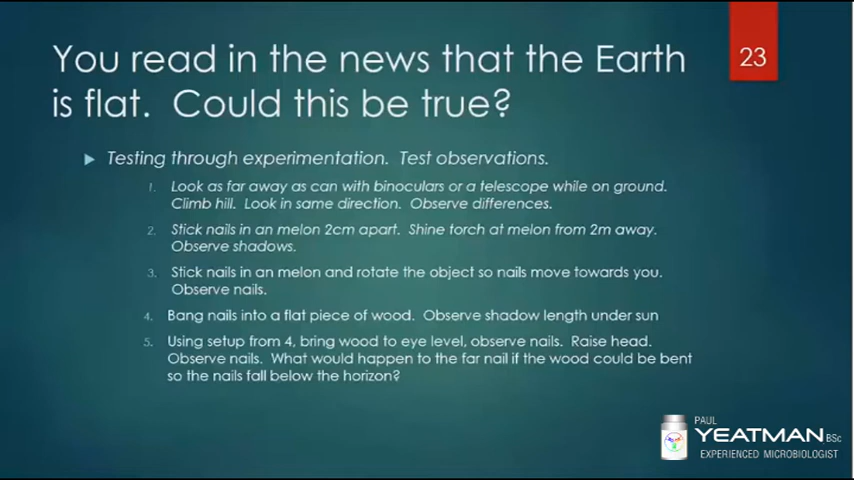 You read in the news that the Earth
is flat. Could this be true?
23
Testing through experimentation. Test observations.
1. Look as far away as can with binoculars or a telescope while on ground.
Climb hill. Look in same direction. Observe differences.
2. Stick nails in an melon 2cm apart. Shine torch at melon from 2m away.
Observe shadows.
3. Stick nails in an melon and rotate the object so nails move towards you.
Observe nails.
4. Bang nails into a flat piece of wood. Observe shadow length under sun
5. Using setup from 4, bring wood to eye level, observe nails. Raise head.
Observe nails. What would happen to the far nail if the wood could be bent
so the nails fall below the horizon?
PAUL
YEATMAN BSc
EXPERIENCED MICROBIOLOGIST